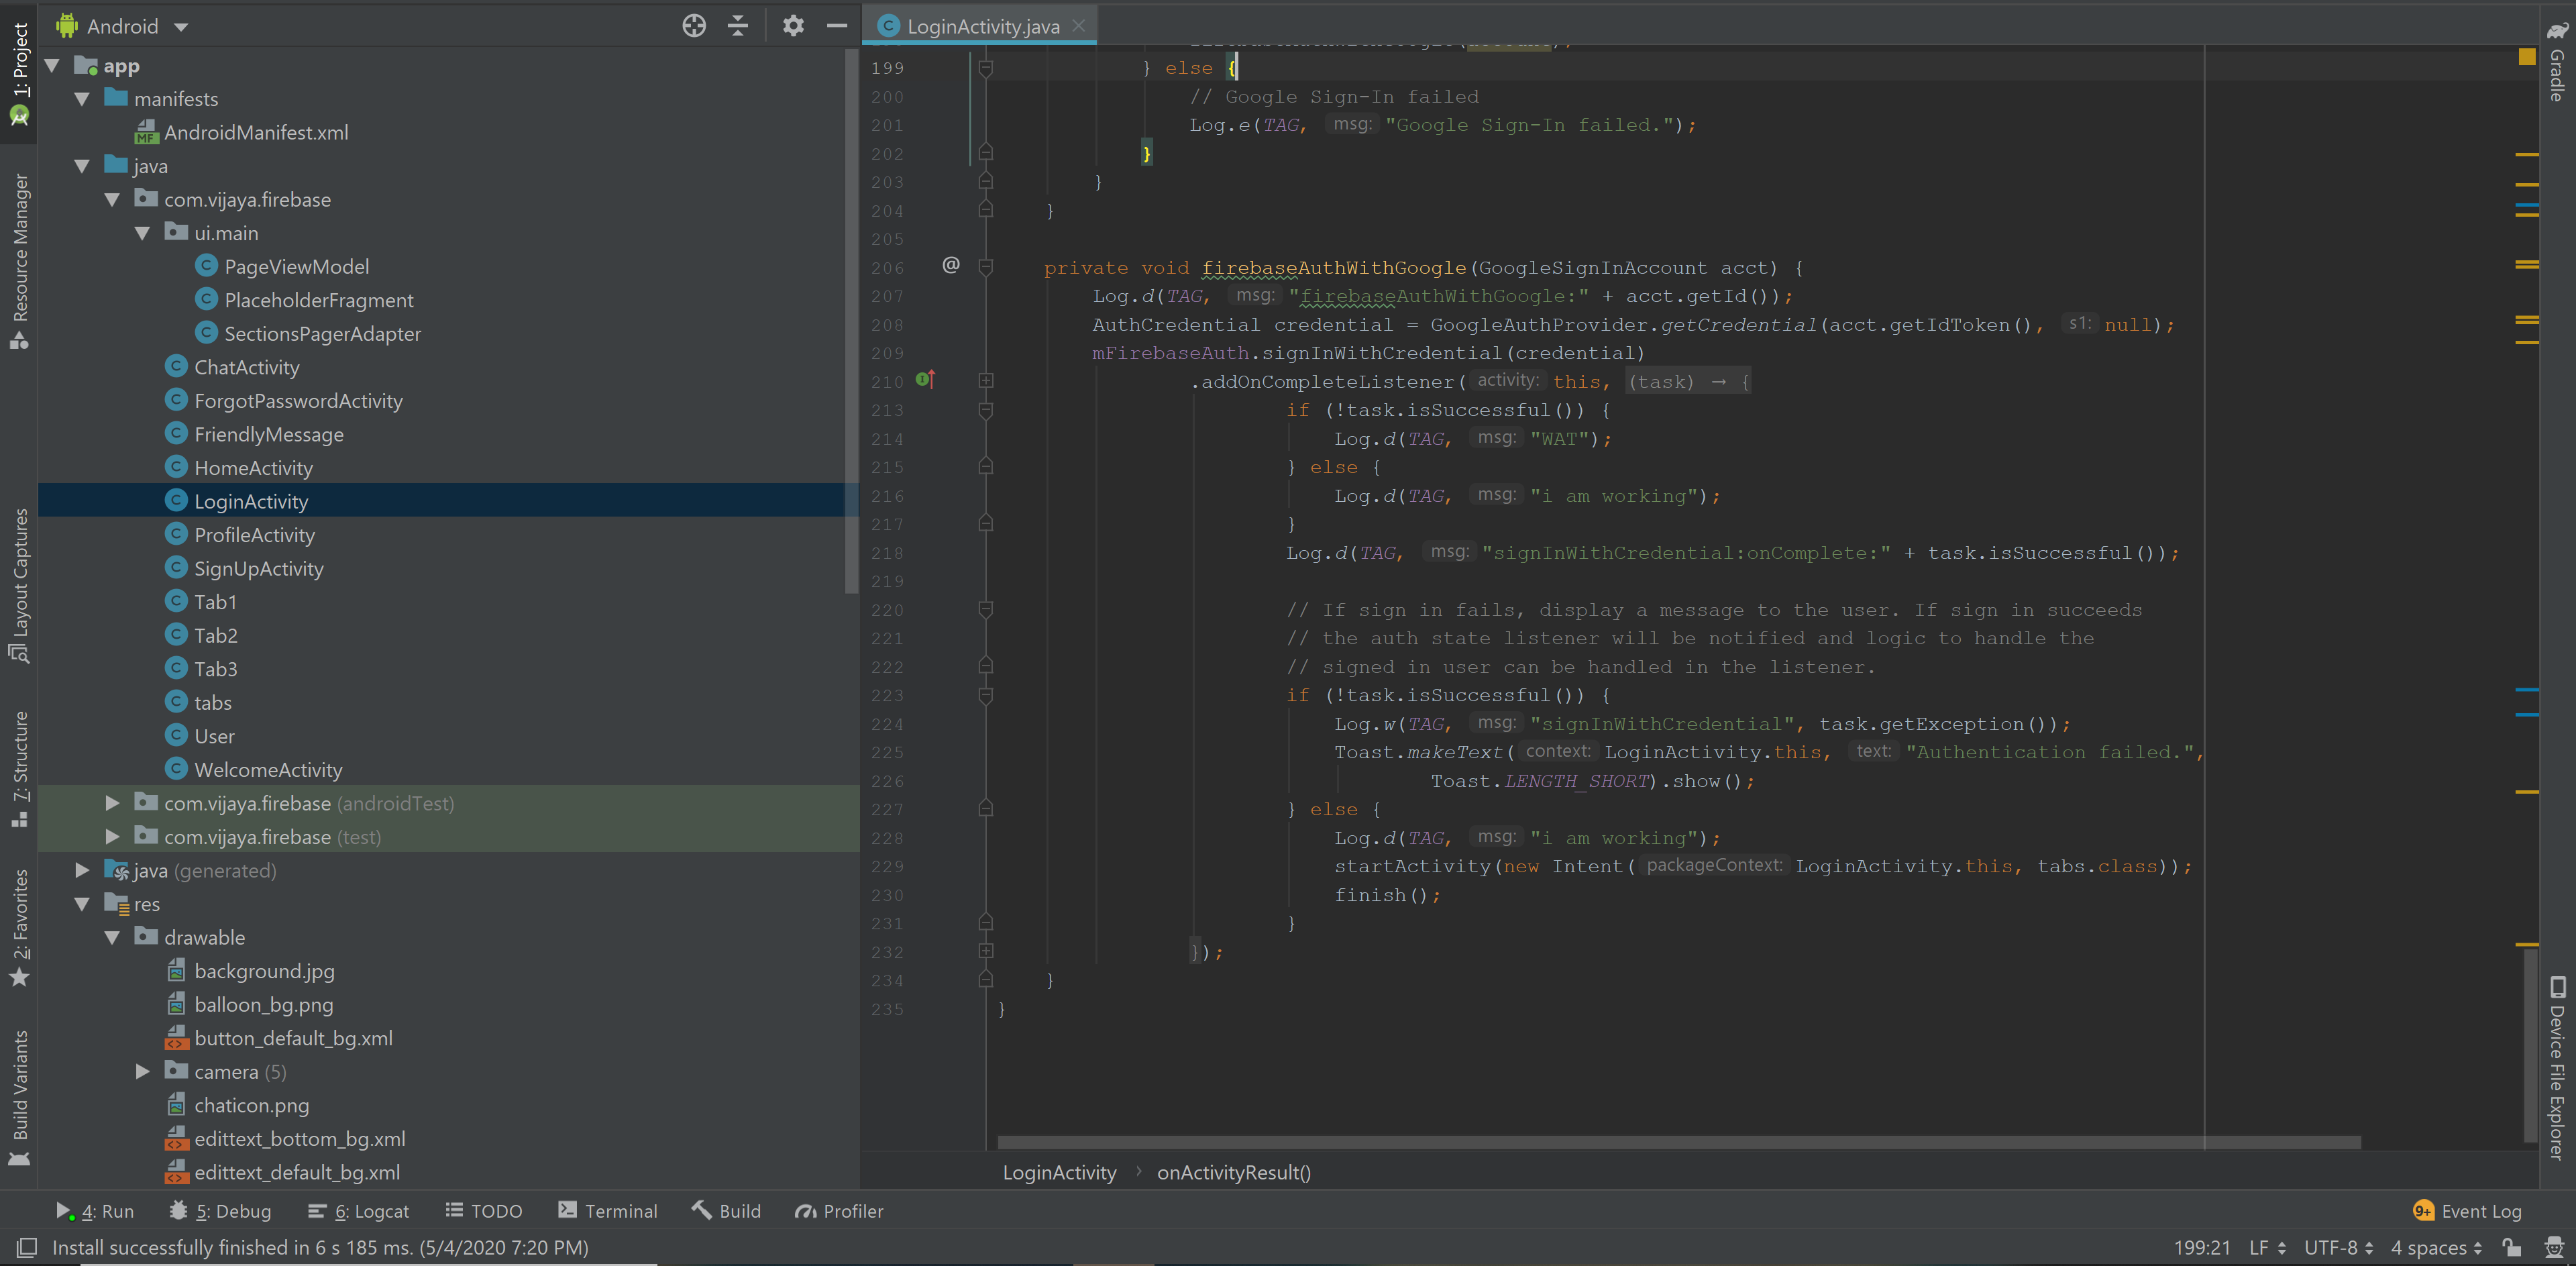 1: Project
Resource Manager
Layout Captures
7: Structure
2: Favorites
Build Variants
Android
app
manifests
AndroidManifest.xml
java
com.vijaya.firebase
ui.main
PageViewModel
PlaceholderFragment
SectionsPagerAdapter
ChatActivity
ForgotPasswordActivity
FriendlyMessage
HomeActivity
LoginActivity
ProfileActivity
SignUpActivity
Tab1
Tab2
Tab3
tabs
User
WelcomeActivity
com.vijaya.firebase (androidTest)
com.vijaya.firebase (test)
java (generated)
res
drawable
background.jpg
balloon_bg.png
button_default_bg.xml
camera (5)
chaticon.png
edittext_bottom_bg.xml
edittext_default_bg.xml
LoginActivity.java
199 } else {
200 // Google Sign-In failed
201 Log.e(TAG, msg: "Google Sign-In failed.");
202 }
203 }
204 }
205
206 @ private void firebaseAuthWithGoogle(GoogleSignInAccount acct) {
207 Log.d(TAG, msg: "firebaseAuthWithGoogle:" + acct.getId());
208 AuthCredential credential = GoogleAuthProvider.getCredential(acct.getIdToken(), s1: null);
209 mFirebaseAuth.signInWithCredential(credential)
210 .addOnCompleteListener( activity: this, (task) → {
213 if (!task.isSuccessful()) {
214 Log.d(TAG, msg: "WAT");
215 } else {
216 Log.d(TAG, msg: "i am working");
217 }
218 Log.d(TAG, msg: "signInWithCredential:onComplete:" + task.isSuccessful());
219
220 // If sign in fails, display a message to the user. If sign in succeeds
221 // the auth state listener will be notified and logic to handle the
222 // signed in user can be handled in the listener.
223 if (!task.isSuccessful()) {
224 Log.w(TAG, msg: "signInWithCredential", task.getException());
225 Toast.makeText( context: LoginActivity.this, text: "Authentication failed.",
226 Toast.LENGTH_SHORT).show();
227 } else {
228 Log.d(TAG, msg: "i am working");
229 startActivity(new Intent( packageContext: LoginActivity.this, tabs.class));
230 finish();
231 }
232 });
234 }
235 }
LoginActivity › onActivityResult()
Gradle
Device File Explorer
4: Run 5: Debug 6: Logcat TODO Terminal Build Profiler 9+ Event Log
Install successfully finished in 6 s 185 ms. (5/4/2020 7:20 PM) 199:21 LF UTF-8 4 spaces